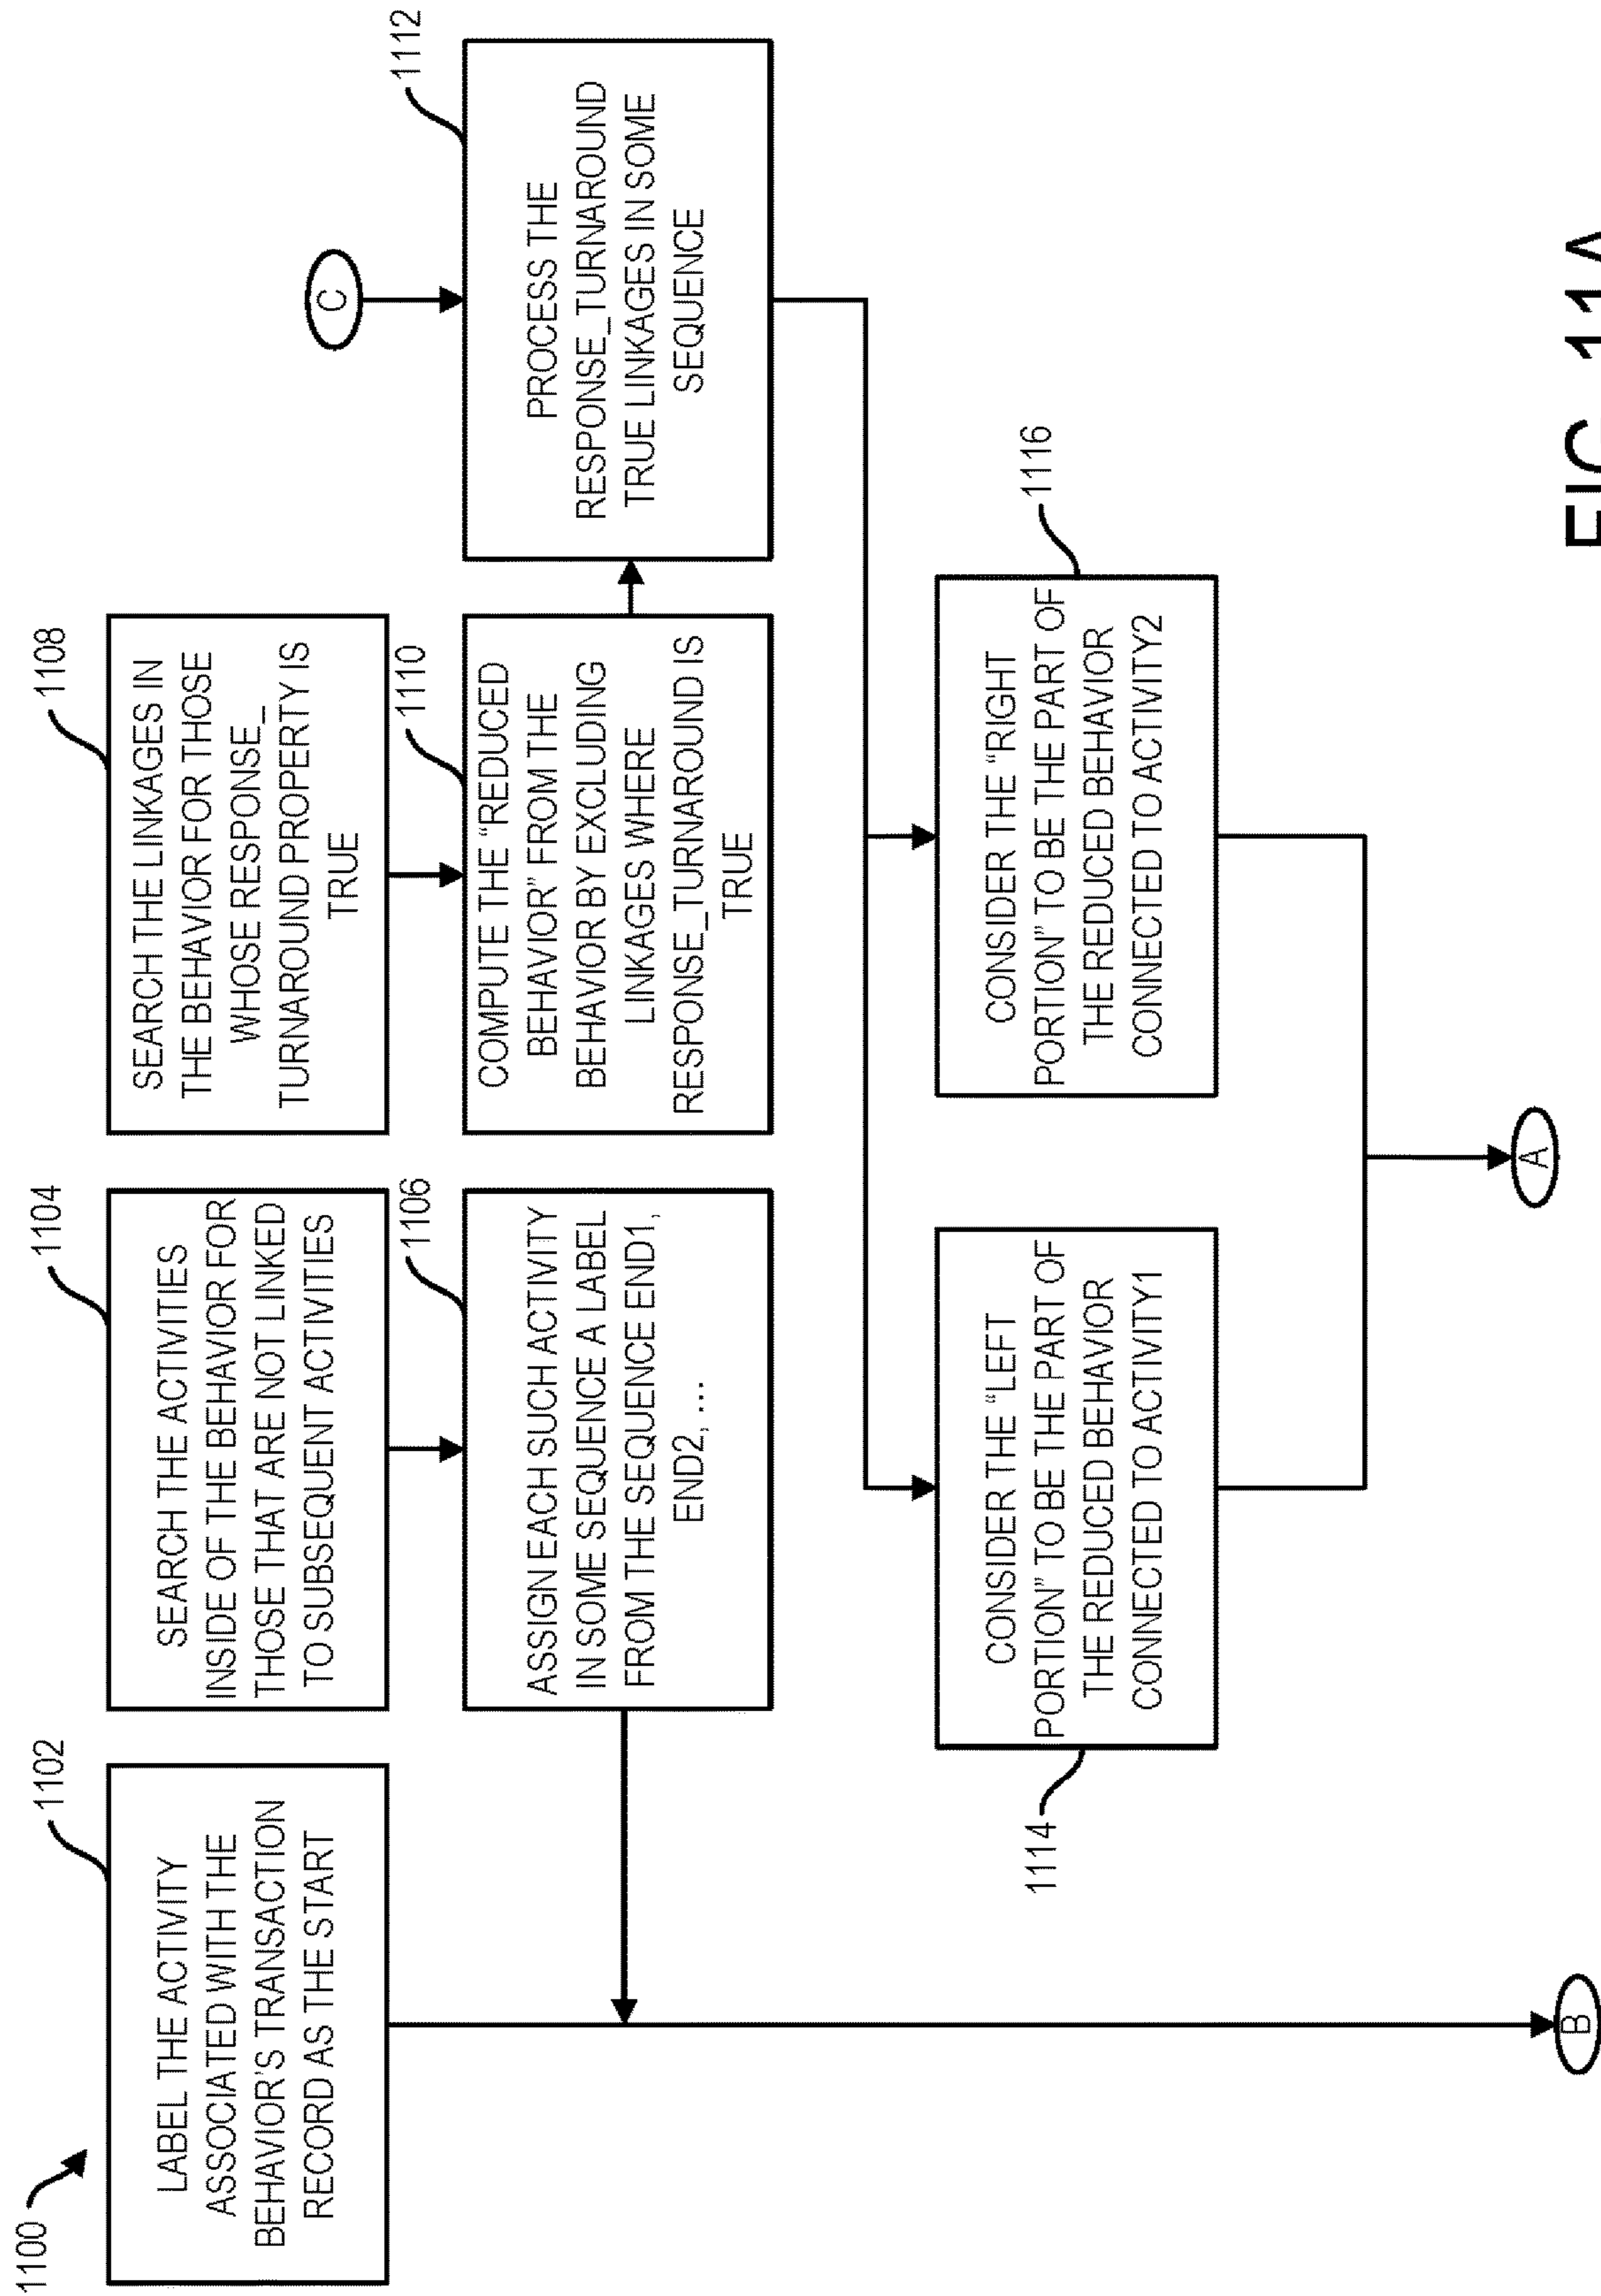 1100
1102
LABEL THE ACTIVITY
ASSOCIATED WITH THE
BEHAVIOR'S TRANSACTION
RECORD AS THE START
1104
SEARCH THE ACTIVITIES
INSIDE OF THE BEHAVIOR FOR
THOSE THAT ARE NOT LINKED
TO SUBSEQUENT ACTIVITIES
1106
ASSIGN EACH SUCH ACTIVITY
IN SOME SEQUENCE A LABEL
FROM THE SEQUENCE END1,
END2, ...
1108
SEARCH THE LINKAGES IN
THE BEHAVIOR FOR THOSE
WHOSE RESPONSE_
TURNAROUND PROPERTY IS
TRUE
1110
COMPUTE THE “REDUCED
BEHAVIOR” FROM THE
BEHAVIOR BY EXCLUDING
LINKAGES WHERE
RESPONSE_TURNAROUND IS
TRUE
C
1112
PROCESS THE
RESPONSE_TURNAROUND
TRUE LINKAGES IN SOME
SEQUENCE
1114
CONSIDER THE “LEFT
PORTION” TO BE THE PART OF
THE REDUCED BEHAVIOR
CONNECTED TO ACTIVITY1
1116
CONSIDER THE “RIGHT
PORTION” TO BE THE PART OF
THE REDUCED BEHAVIOR
CONNECTED TO ACTIVITY2
B
A
FIG. 11A